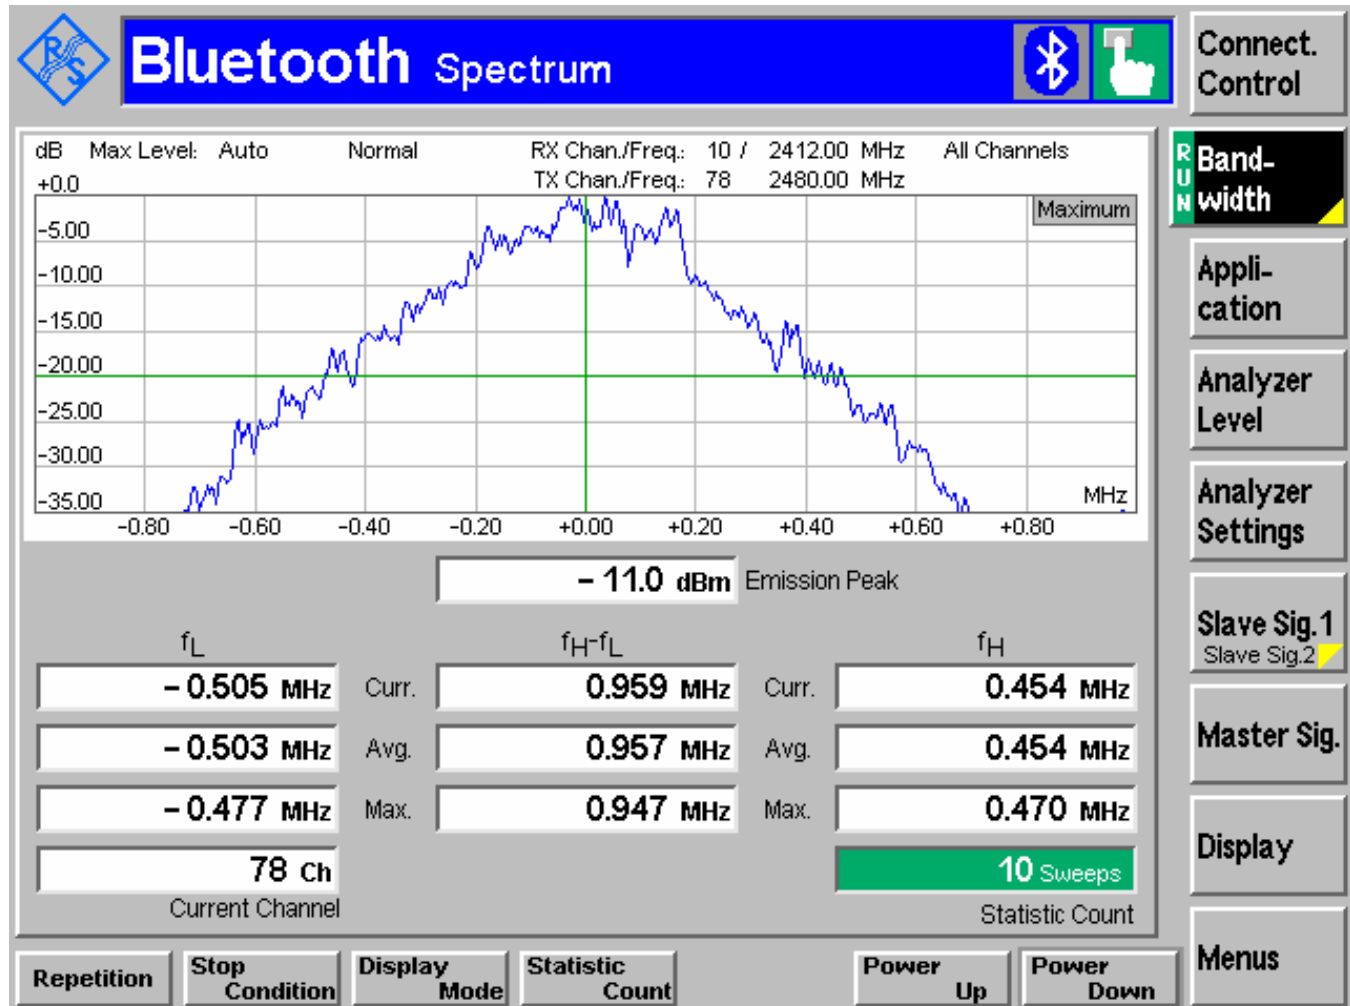 R S
Bluetooth Spectrum
Connect.
Control
dB Max Level: Auto Normal RX Chan./Freq.: 10 / 2412.00 MHz All Channels
+0.0 TX Chan./Freq.: 78 2480.00 MHz
Maximum
-5.00
-10.00
-15.00
-20.00
-25.00
-30.00
-35.00 MHz
-0.80 -0.60 -0.40 -0.20 +0.00 +0.20 +0.40 +0.60 +0.80
RUN
Band-
width
Appli-
cation
Analyzer
Level
Analyzer
Settings
Slave Sig.1
Slave Sig.2
Master Sig.
Display
Menus
- 11.0 dBm Emission Peak
fL fH-fL fH
- 0.505 MHz Curr. 0.959 MHz Curr. 0.454 MHz
- 0.503 MHz Avg. 0.957 MHz Avg. 0.454 MHz
- 0.477 MHz Max. 0.947 MHz Max. 0.470 MHz
78 Ch 10 Sweeps
Current Channel Statistic Count
Repetition
Stop
Condition
Display
Mode
Statistic
Count
Power
Up
Power
Down